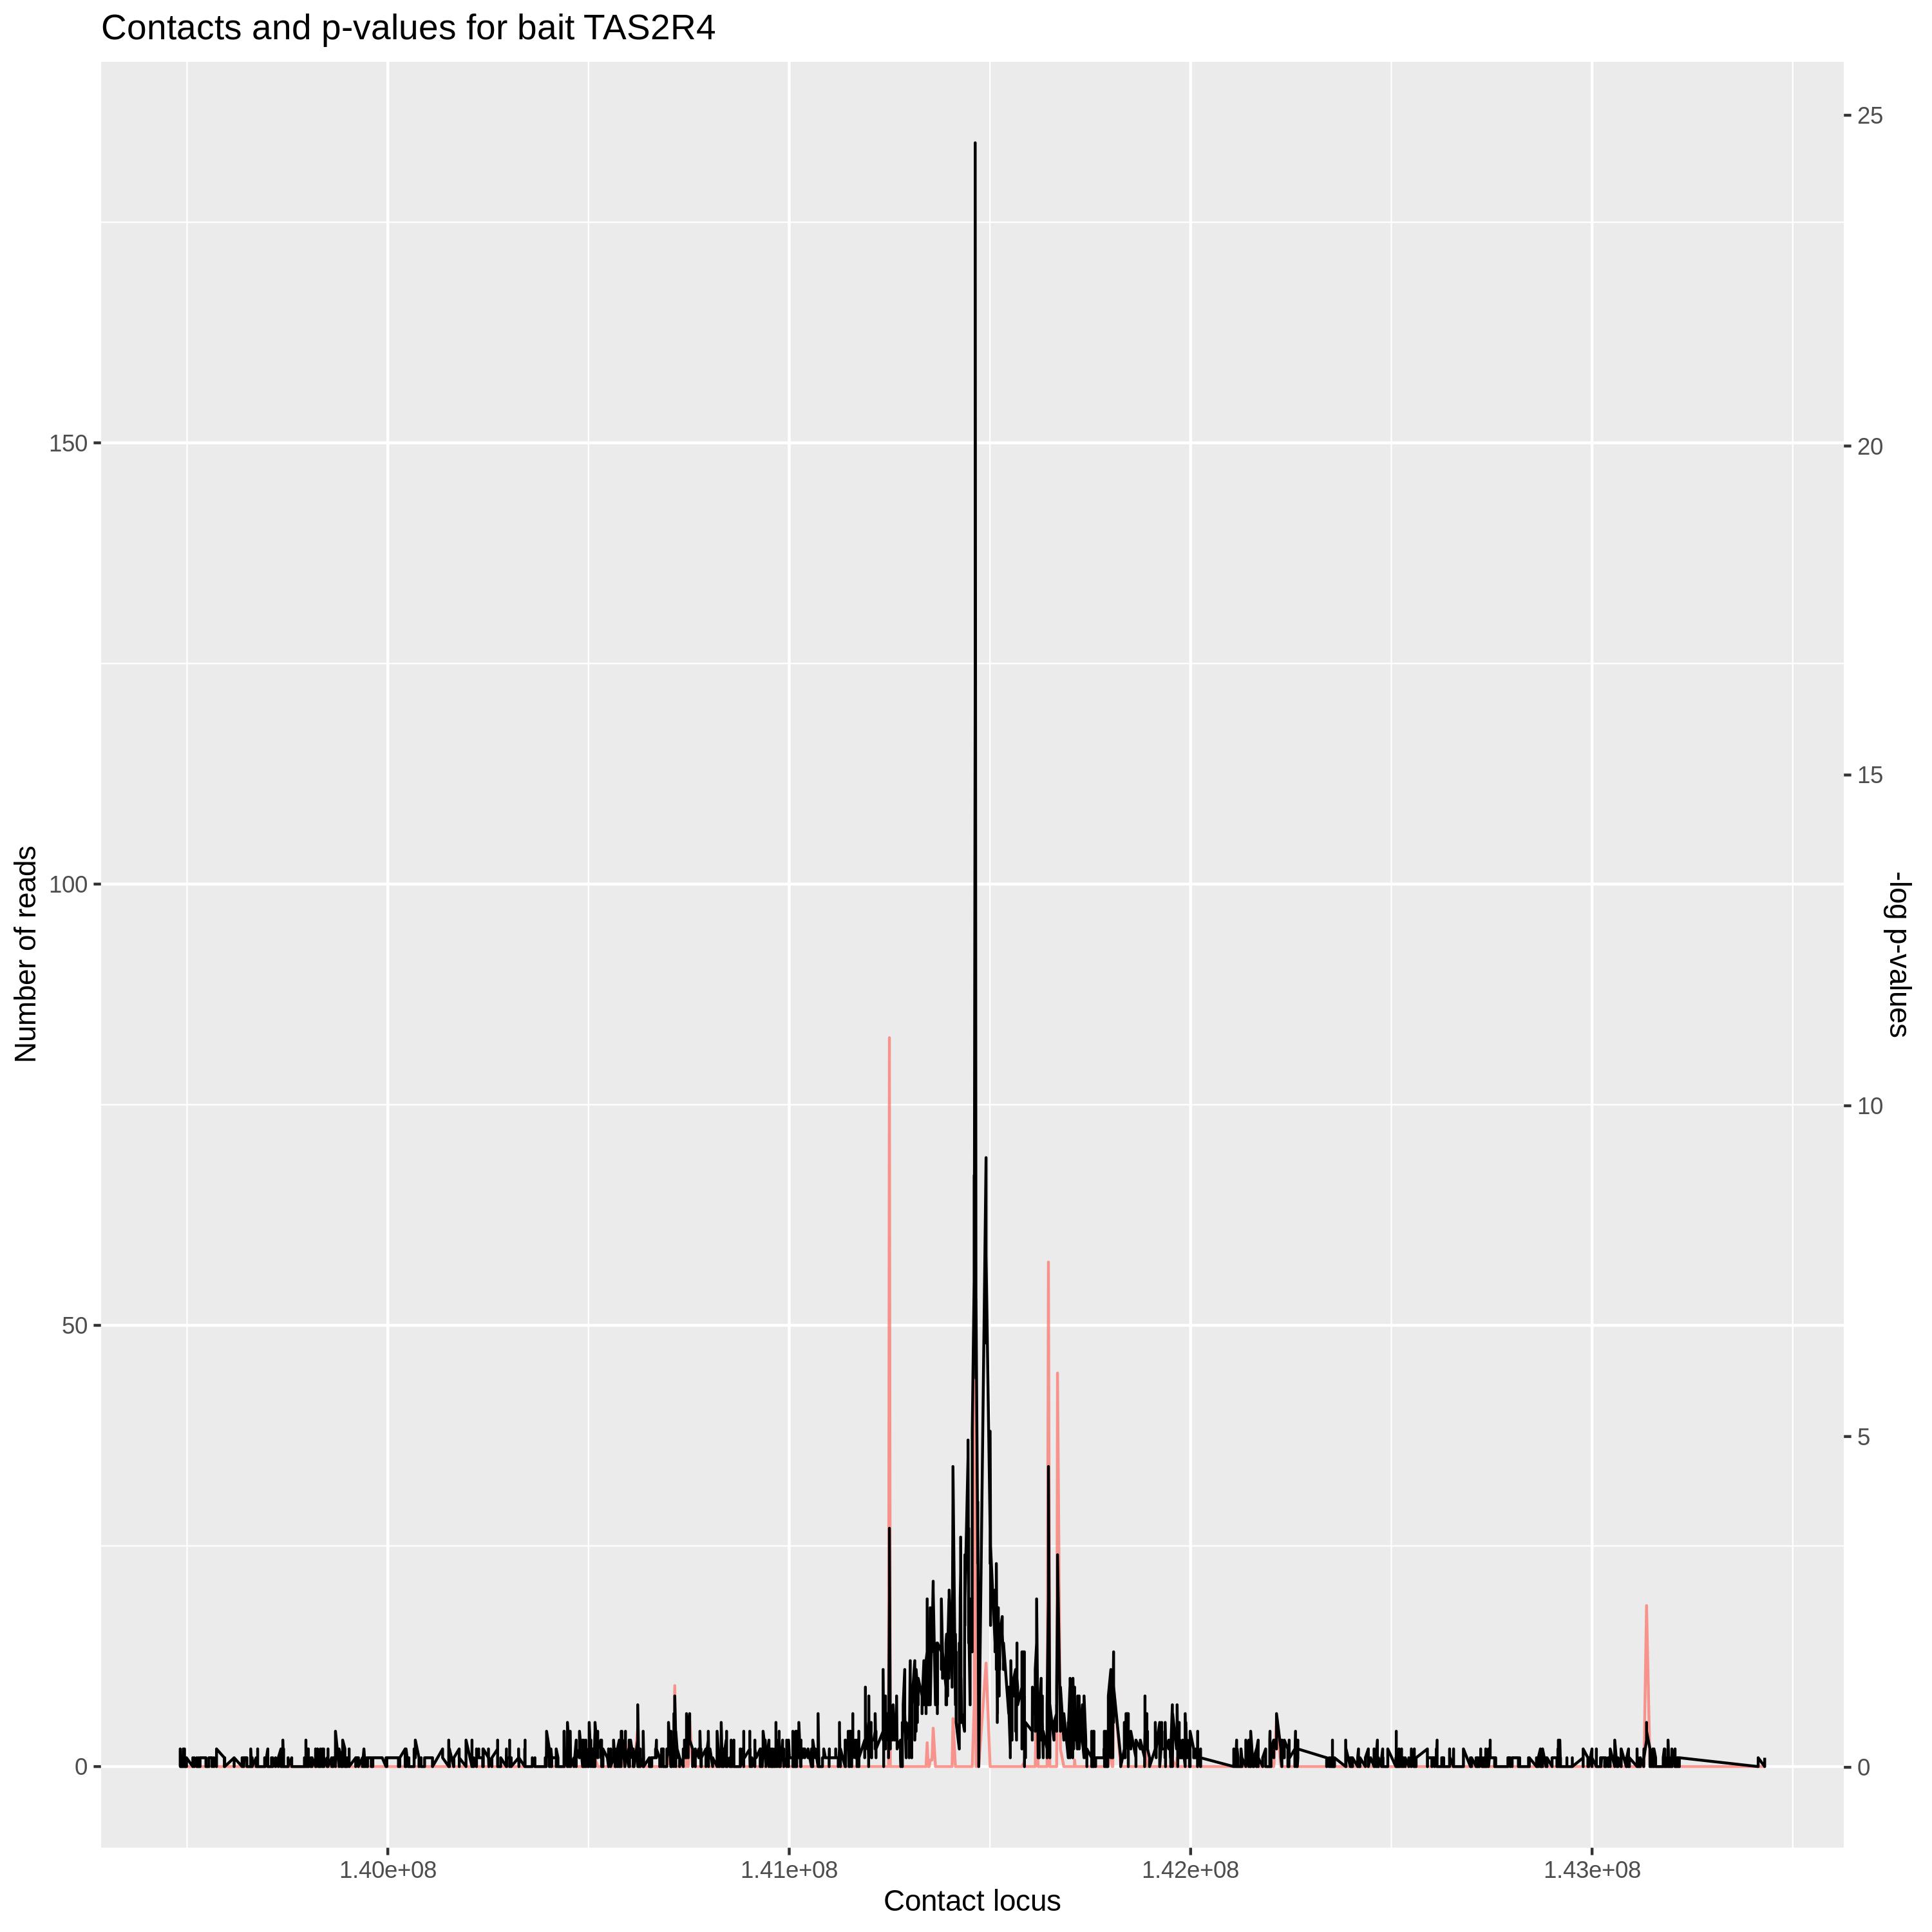 Contacts and p-values for bait TAS2R4
Number of reads
150
100
50
0
25
20
15
10
5
0
-log p-values
1.40e+08 1.41e+08 1.42e+08 1.43e+08
Contact locus